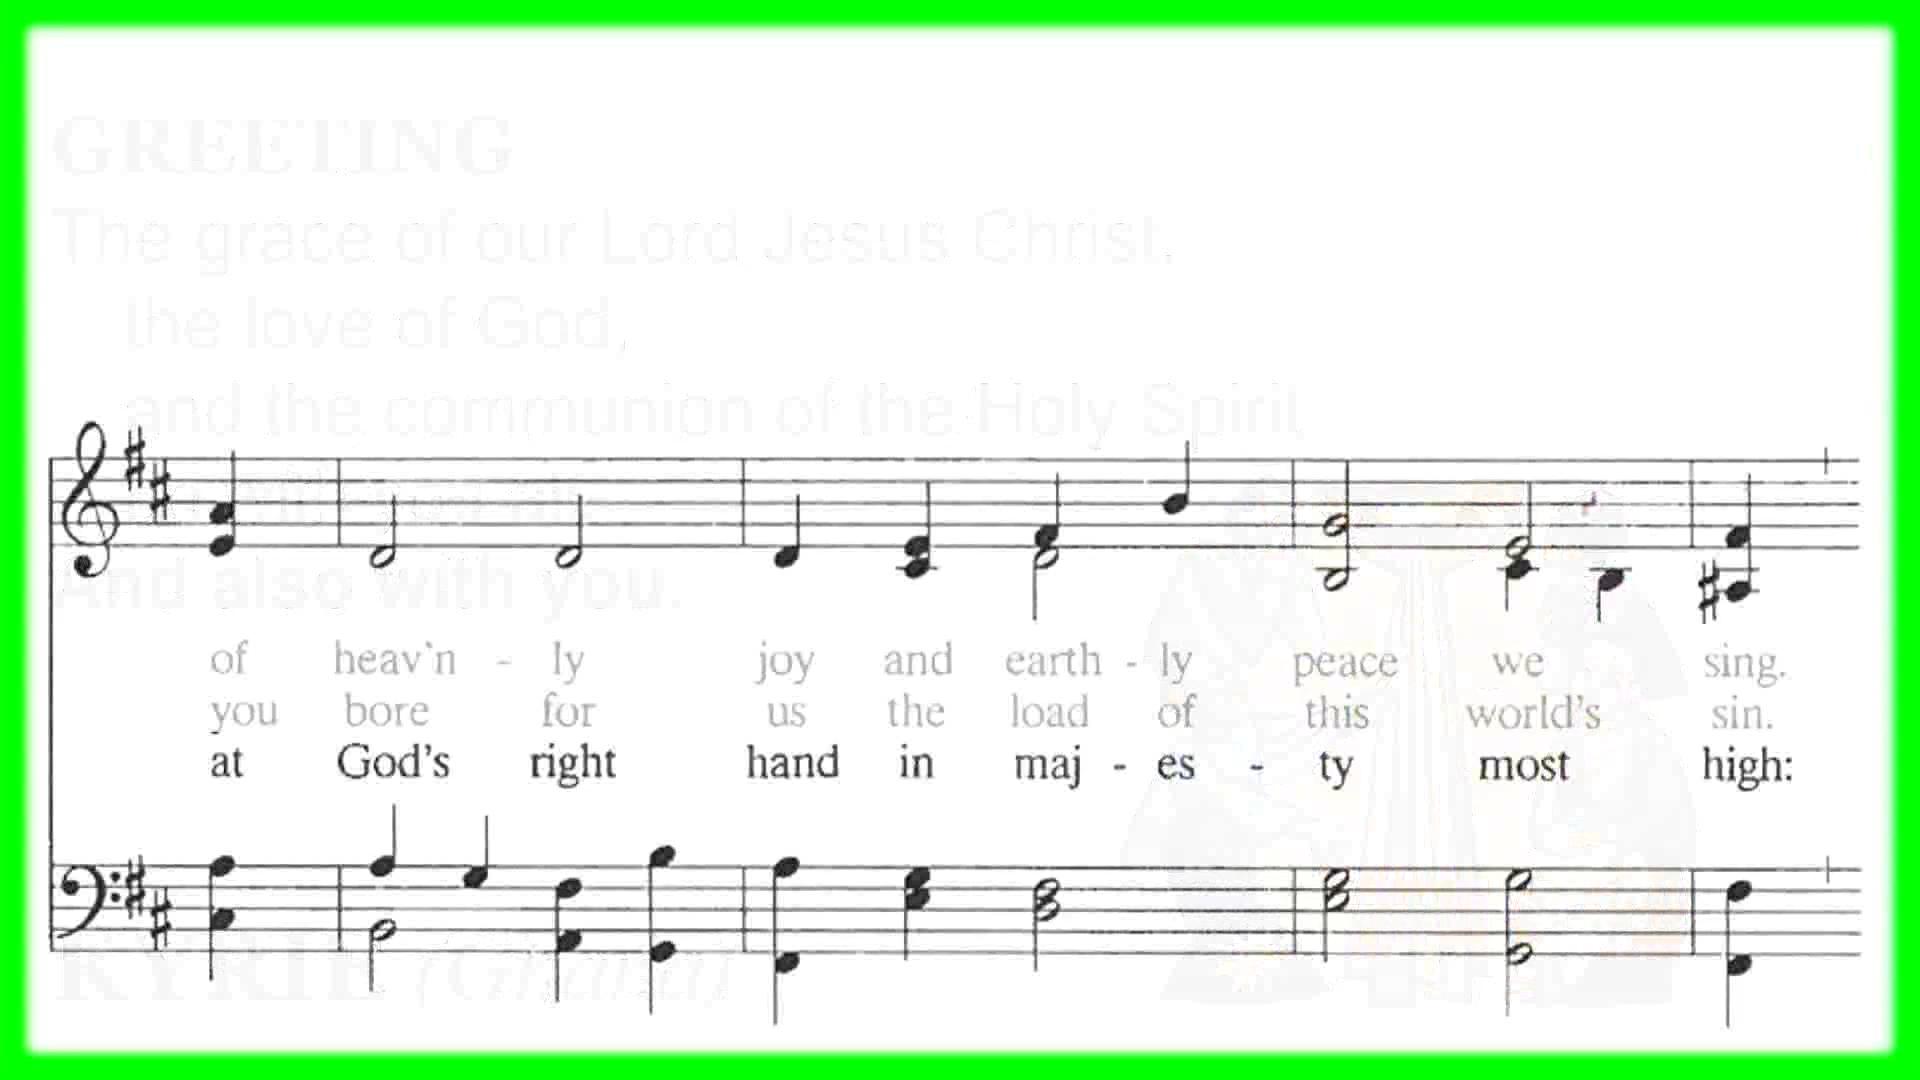 GREETING
The grace of our Lord Jesus Christ,
the love of God,
and the communion of the Holy Spirit
And also with you.
of heav'n - ly joy and earth - ly peace we sing.
you bore for us the load of this world's sin.
at God's right hand in maj - es - ty most high:
KYRIE (Ghana)